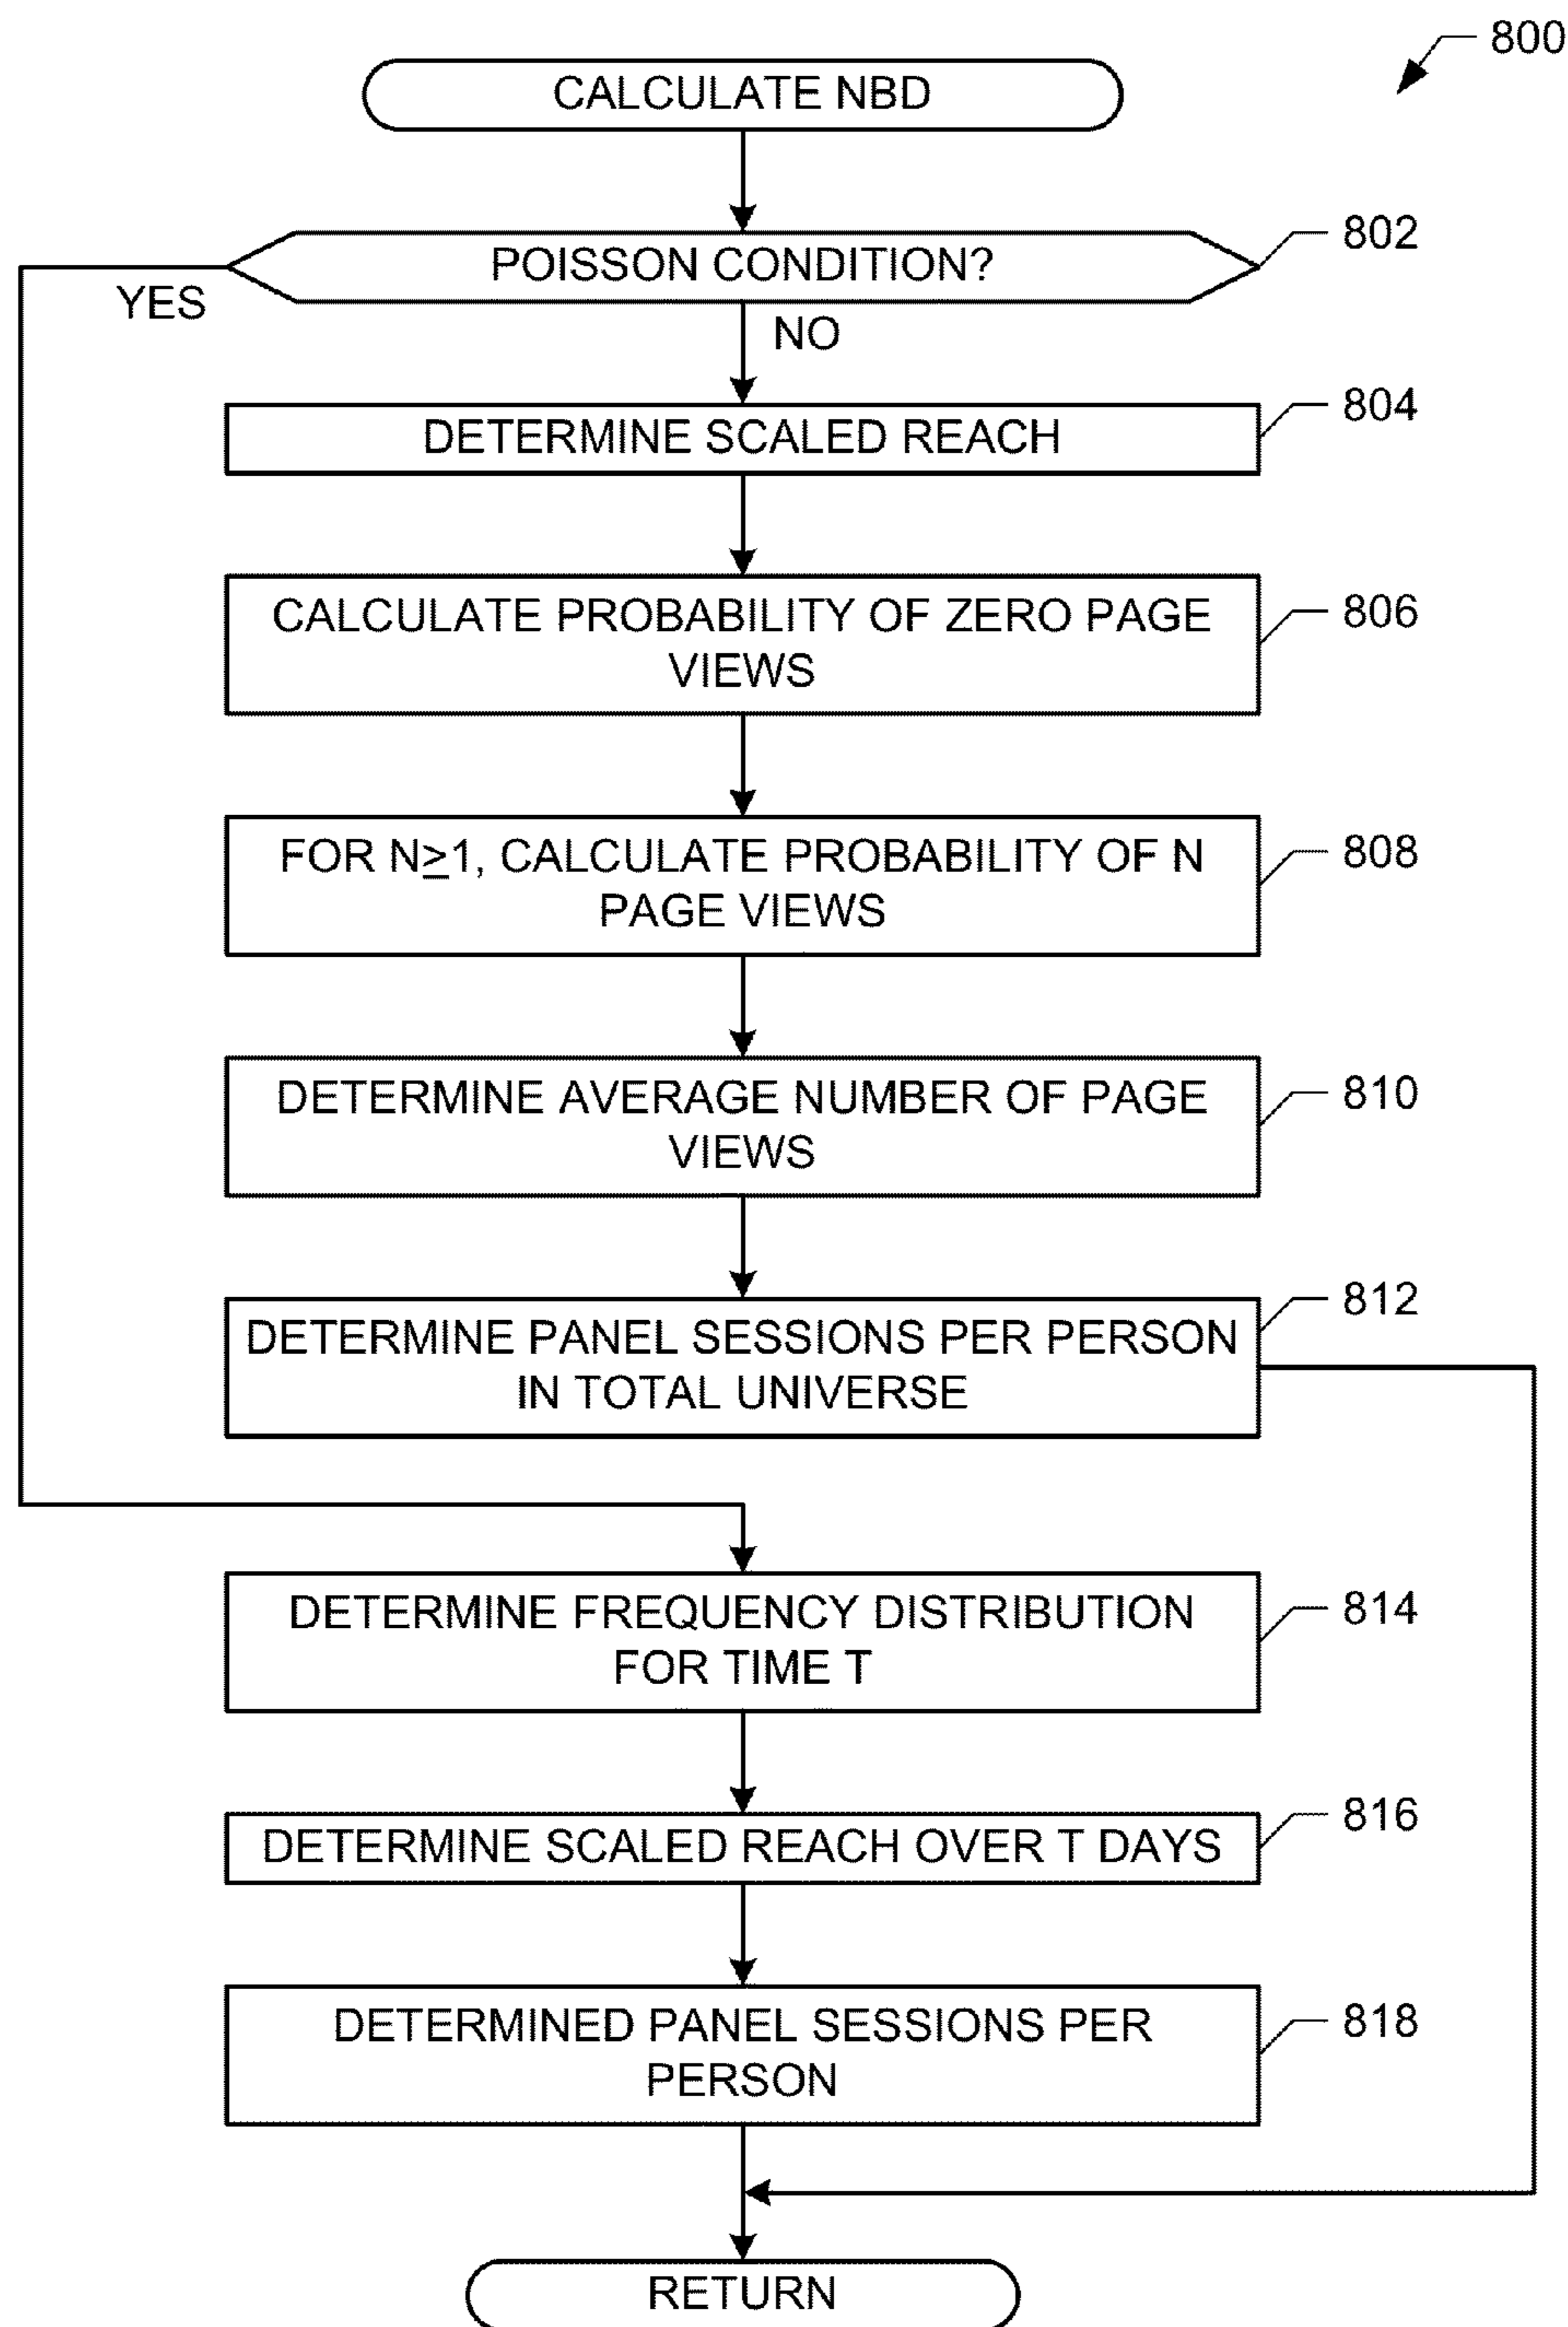 800
CALCULATE NBD
POISSON CONDITION?
802
YES
NO
DETERMINE SCALED REACH
804
CALCULATE PROBABILITY OF ZERO PAGE
VIEWS
806
FOR N≥1, CALCULATE PROBABILITY OF N
PAGE VIEWS
808
DETERMINE AVERAGE NUMBER OF PAGE
VIEWS
810
DETERMINE PANEL SESSIONS PER PERSON
IN TOTAL UNIVERSE
812
DETERMINE FREQUENCY DISTRIBUTION
FOR TIME T
814
DETERMINE SCALED REACH OVER T DAYS
816
DETERMINED PANEL SESSIONS PER
PERSON
818
RETURN